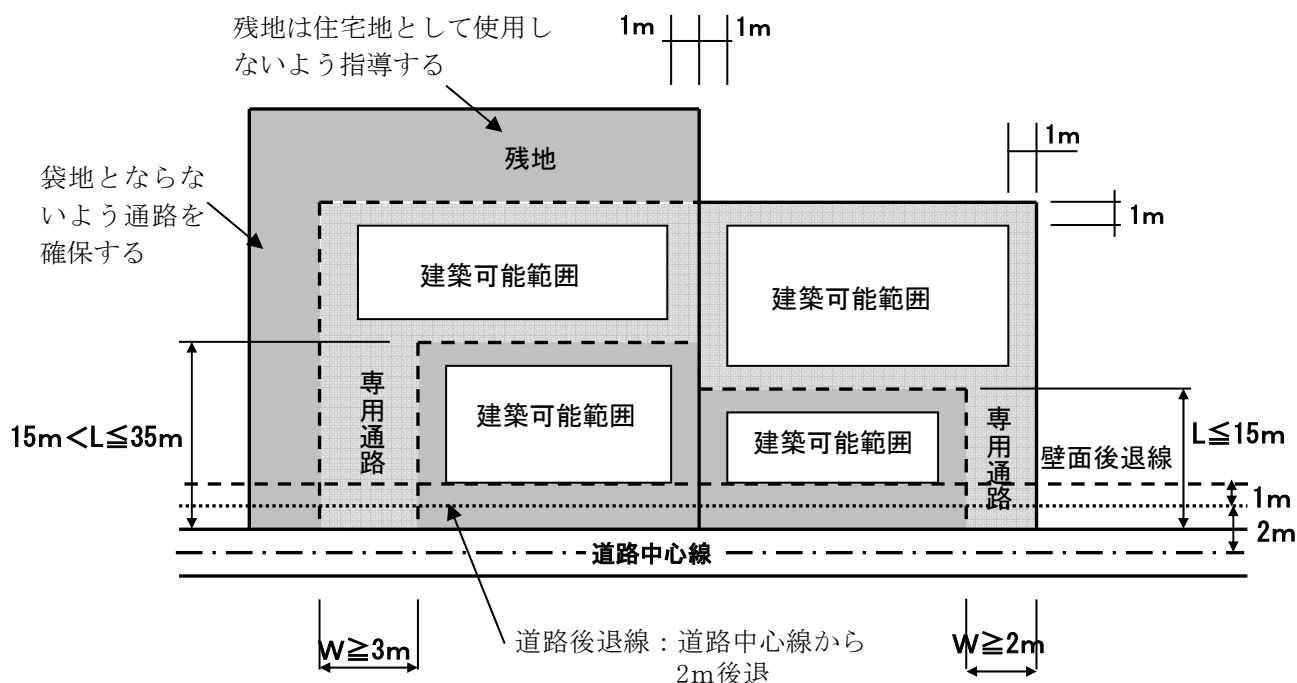 残地は住宅地として使用し
ないよう指導する
1m
1m
1m
残地
袋地とならな
いよう通路を
確保する
1m
建築可能範囲
建築可能範囲
専用通路
建築可能範囲
建築可能範囲
専用通路
15m<L≦35m
L≦15m
壁面後退線
1m
2m
道路中心線
W≧3m
道路後退線：道路中心線から
2m後退
W≧2m